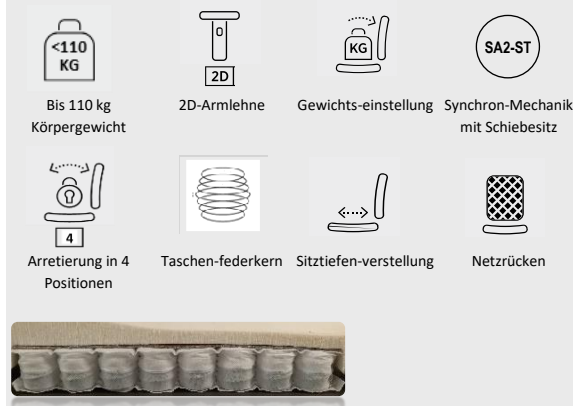 <110
KG
2D
KG
SA2-ST
Bis 110 kg
Körpergewicht
2D-Armlehne
Gewichts-einstellung
Synchron-Mechanik
mit Schiebesitz
4
Arretierung in 4
Positionen
Taschen-federkern
Sitztiefen-verstellung
Netzrücken